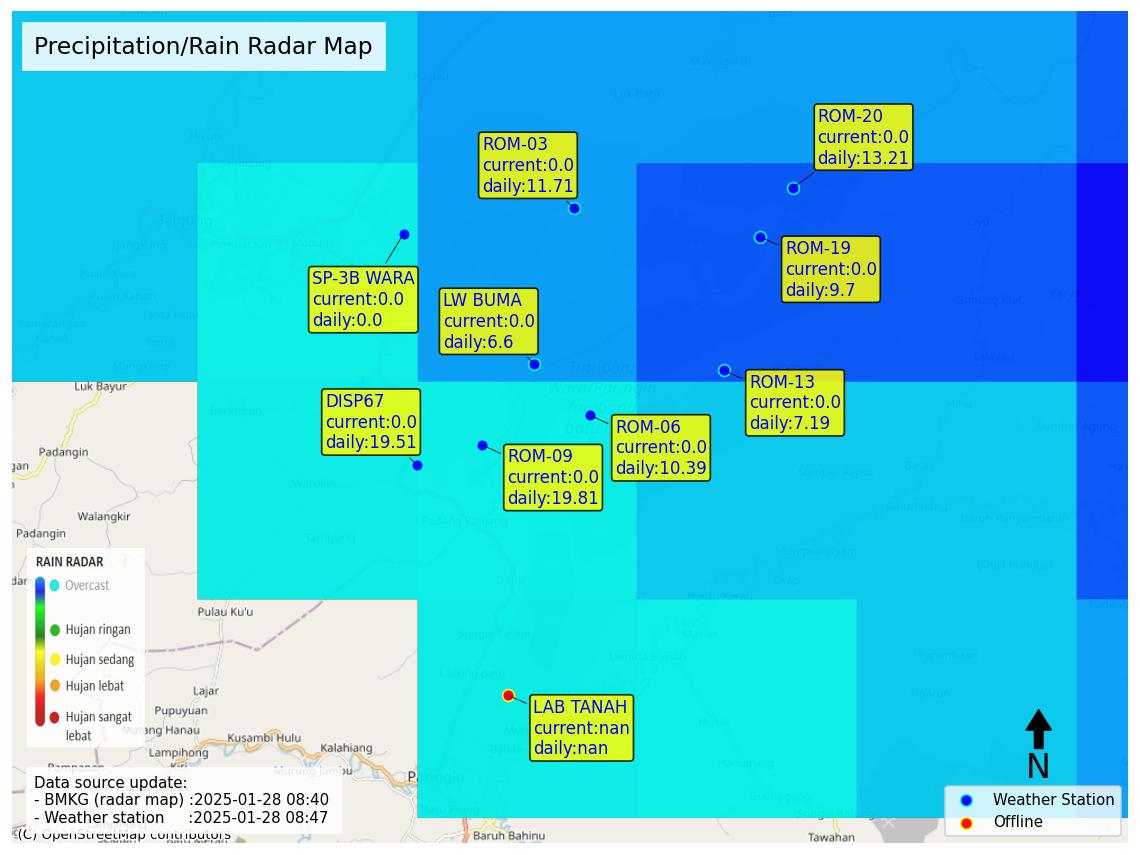 Precipitation/Rain Radar Map
ROM-20
current:0.0
daily:13.21
ROM-03
current:0.0
daily:11.71
ROM-19
current:0.0
daily:9.7
SP-3B WARA
current:0.0
daily:0.0
LW BUMA
current:0.0
daily:6.6
ROM-13
current:0.0
daily:7.19
DISP67
current:0.0
daily:19.51
ROM-06
current:0.0
daily:10.39
ROM-09
current:0.0
daily:19.81
LAB TANAH
current:nan
daily:nan
Tanjung
Luk Bayur
Padangin
Walangkir
Padangin
Pulau Ku'u
Lajar
Pupuyuan
Matang Hanau
Lampihong
Kusambi Hulu
Kalahiang
Murung Jambu
Paringin
Baruh Bahinu
Tawahan
RAIN RADAR
Overcast
Hujan ringan
Hujan sedang
Hujan lebat
Hujan sangat
lebat
Data source update:
- BMKG (radar map) :2025-01-28 08:40
- Weather station :2025-01-28 08:47
(C) OpenStreetMap contributors
N
Weather Station
Offline